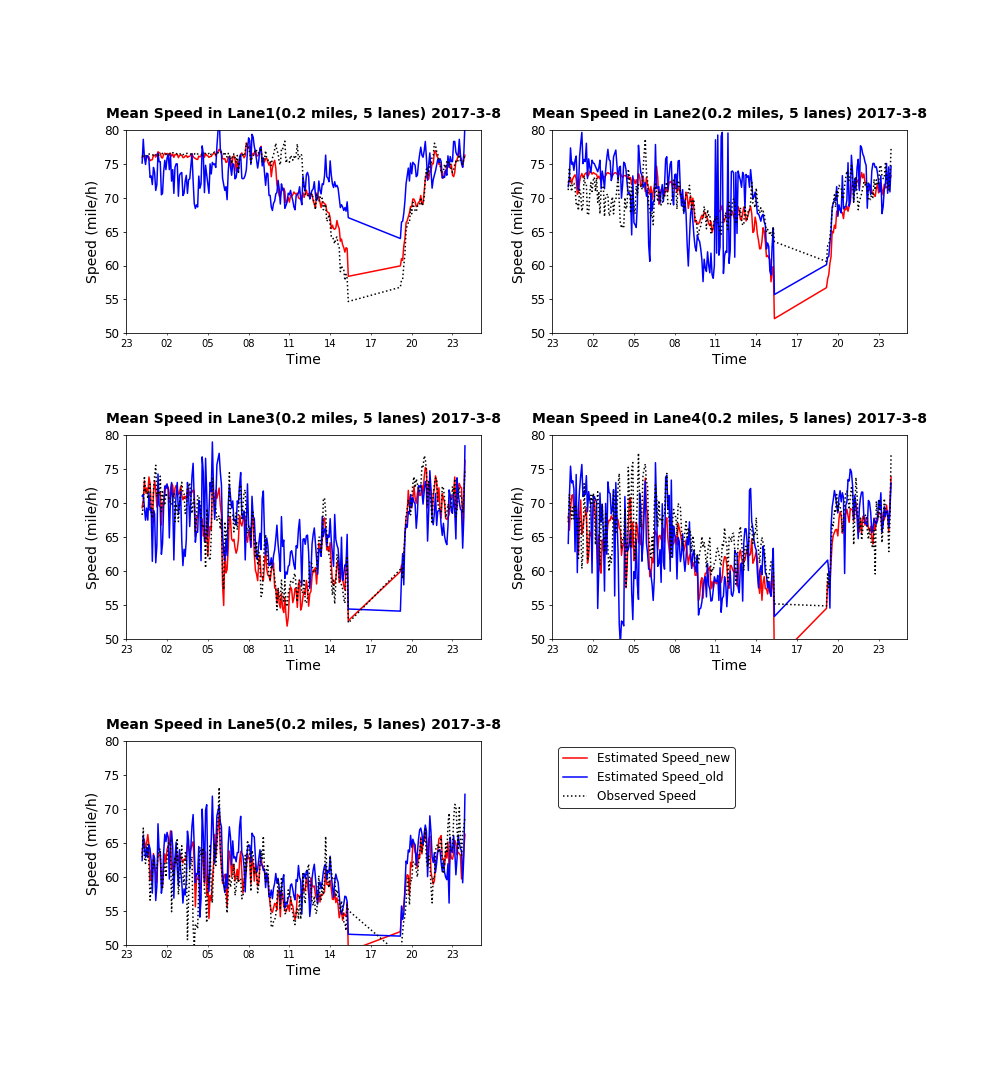 Mean Speed in Lane1(0.2 miles, 5 lanes) 2017-3-8
Speed (mile/h)
80
75
70
65
60
55
50
23 02 05 08 11 14 17 20 23
Time
Mean Speed in Lane2(0.2 miles, 5 lanes) 2017-3-8
Speed (mile/h)
80
75
70
65
60
55
50
23 02 05 08 11 14 17 20 23
Time
Mean Speed in Lane3(0.2 miles, 5 lanes) 2017-3-8
Speed (mile/h)
80
75
70
65
60
55
50
23 02 05 08 11 14 17 20 23
Time
Mean Speed in Lane4(0.2 miles, 5 lanes) 2017-3-8
Speed (mile/h)
80
75
70
65
60
55
50
23 02 05 08 11 14 17 20 23
Time
Mean Speed in Lane5(0.2 miles, 5 lanes) 2017-3-8
Speed (mile/h)
80
75
70
65
60
55
50
23 02 05 08 11 14 17 20 23
Time
Estimated Speed_new
Estimated Speed_old
Observed Speed